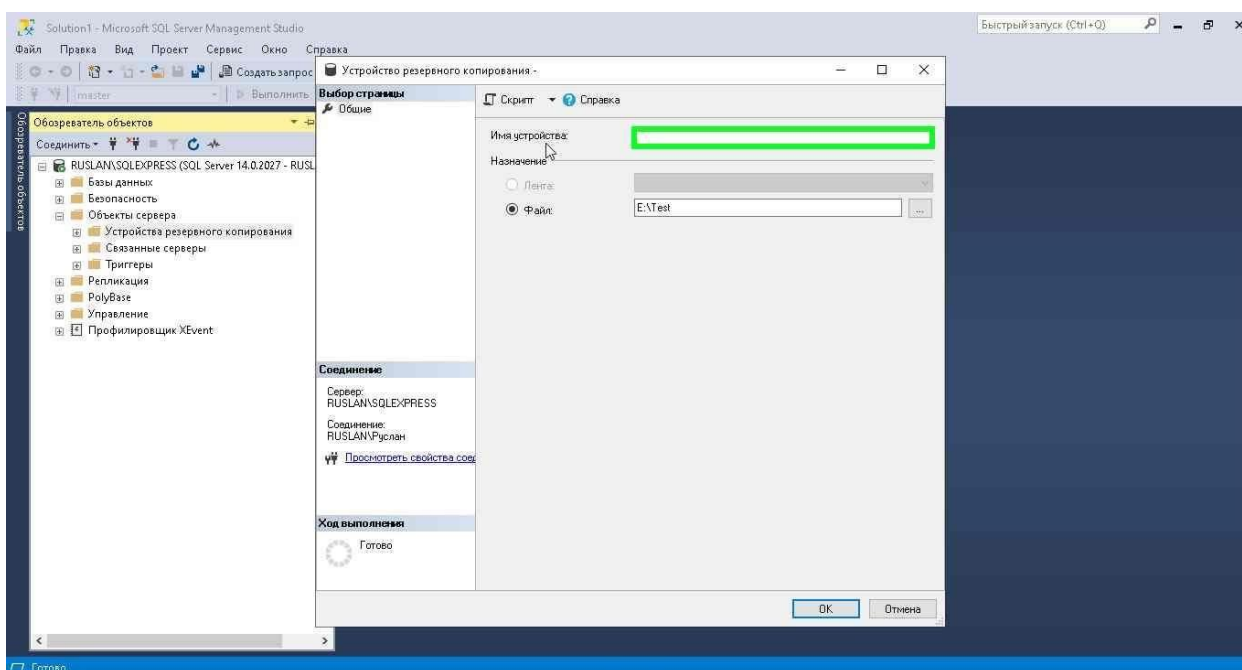 Solution1 - Microsoft SQL Server Management Studio
Быстрый запуск (Ctrl+Q)
Файл Правка Вид Проект Сервис Окно Справка
Создать запрос
master
Выполнить
Обозреватель объектов
Обозреватель объектов
Соединить
RUSLAN\SQLEXPRESS (SQL Server 14.0.2027 - RUSL
Базы данных
Безопасность
Объекты сервера
Устройства резервного копирования
Связанные серверы
Триггеры
Репликация
PolyBase
Управление
Профилировщик XEvent
Устройство резервного копирования -
Выбор страницы
Общие
Скрипт
Справка
Имя устройства:
Назначение
Лента:
Файл:
E:\Test
...
Соединение
Сервер:
RUSLAN\SQLEXPRESS
Соединение:
RUSLAN\Руслан
Просмотреть свойства соед
Ход выполнения
Готово
OK
Отмена
Готово